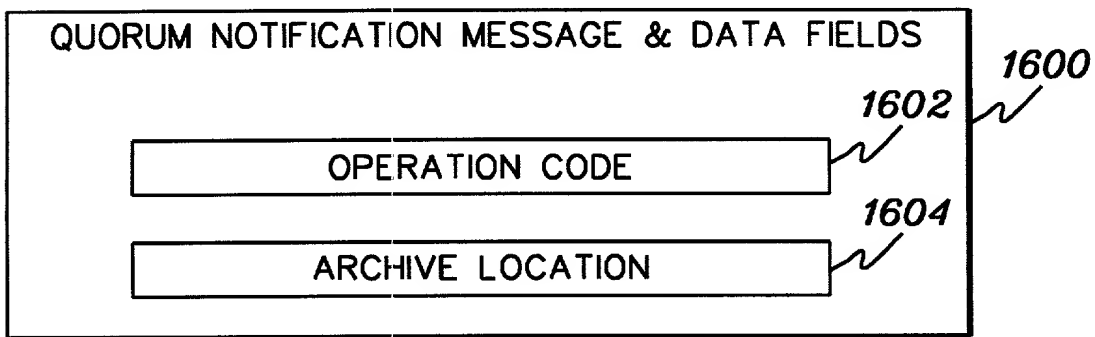 QUORUM NOTIFICATION MESSAGE & DATA FIELDS
1600
1602
OPERATION CODE
1604
ARCHIVE LOCATION